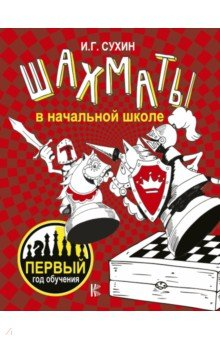 И.Г. СУХИН
ШАХМАТЫ
в начальной школе
ПЕРВЫЙ
год обучения